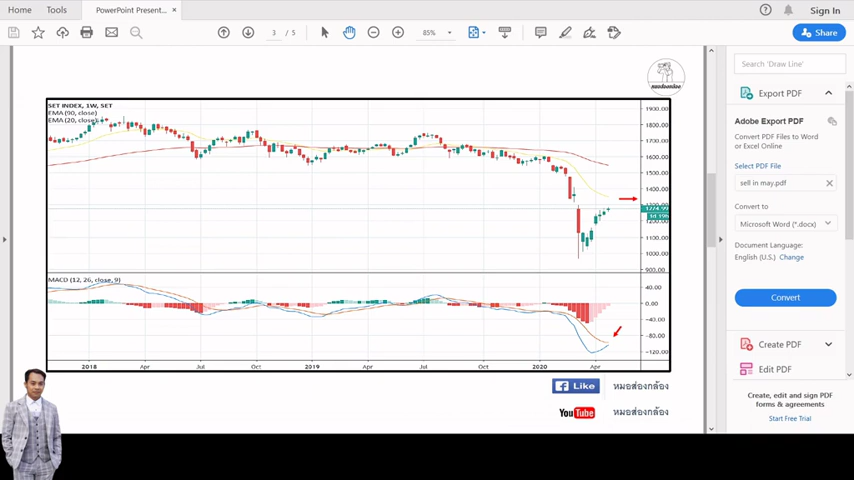 Home
Tools
PowerPoint Present...
×
Sign In
3 / 5
85%
Share
Search 'Draw Line'
Export PDF
Adobe Export PDF
Convert PDF Files to Word
or Excel Online
Select PDF File
sell in may.pdf
Convert to
Microsoft Word (*.docx)
Document Language:
English (U.S.) Change
Convert
Create PDF
Edit PDF
Create, edit and sign PDF
forms & agreements
Start Free Trial
SET INDEX, 1W, SET
EMA (90, close)
EMA (20, close)
1900.00
1800.00
1700.00
1600.00
1500.00
1400.00
1300.00
1274.99
1d 19h
1200.00
1100.00
1000.00
900.00
MACD (12, 26, close, 9)
40.00
0.00
-40.00
-80.00
-120.00
2018 Apr Jul Oct 2019 Apr Jul Oct 2020 Apr
f Like หมอส่องกล้อง
YouTube หมอส่องกล้อง